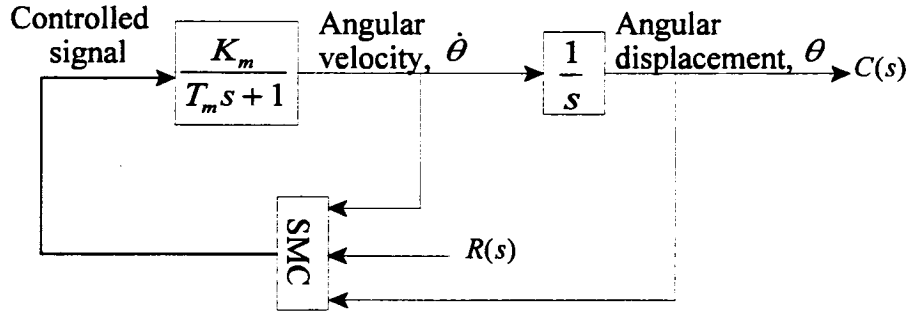 Controlled
signal
K_m
T_m s + 1
Angular
velocity, θ̇
1
s
Angular
displacement, θ
C(s)
SMC
R(s)